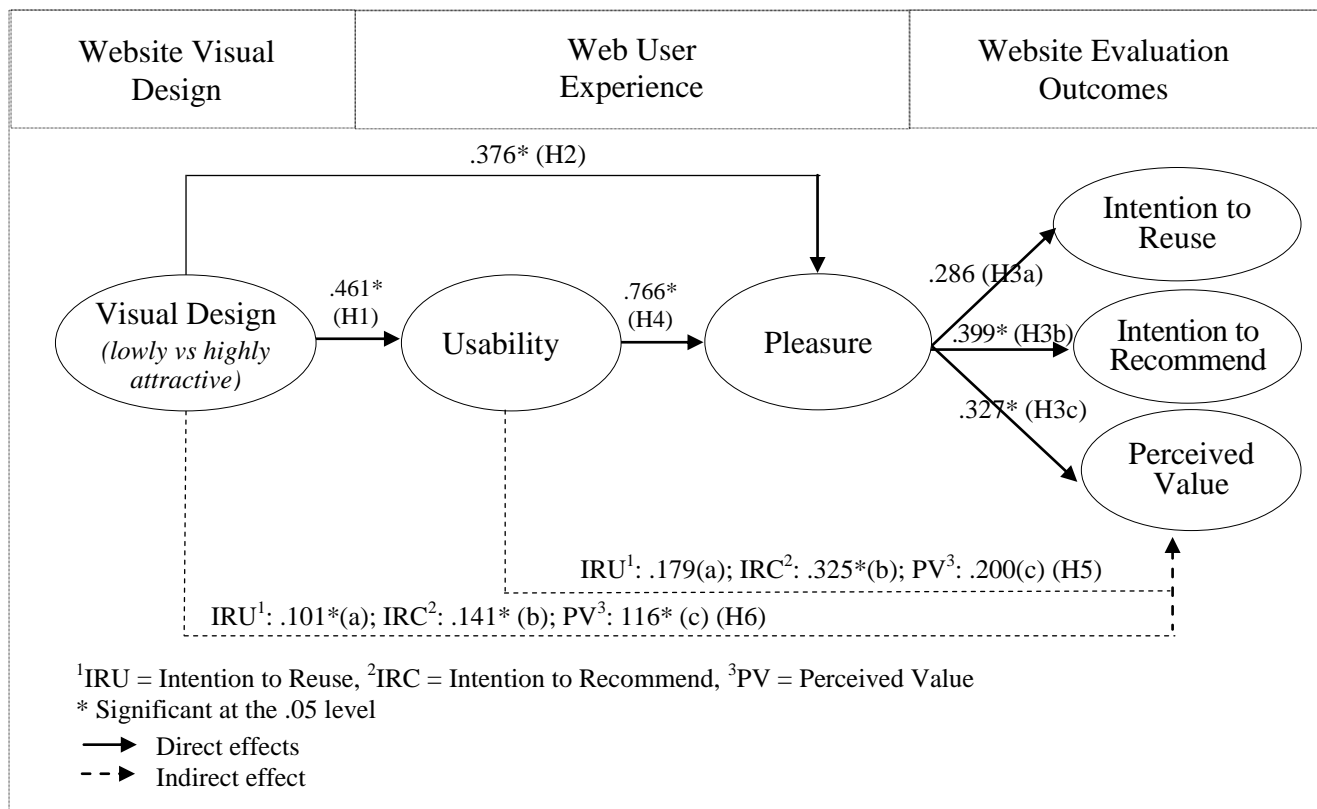 Website Visual
Design
Web User
Experience
Website Evaluation
Outcomes
.376* (H2)
Intention to
Reuse
.286 (H3a)
.461*
(H1)
.766*
(H4)
Visual Design
(lowly vs highly
attractive)
Usability
Pleasure
.399* (H3b)
Intention to
Recommend
.327* (H3c)
Perceived
Value
IRU¹: .179(a); IRC²: .325*(b); PV³: .200(c) (H5)
IRU¹: .101*(a); IRC²: .141* (b); PV³: 116* (c) (H6)
¹IRU = Intention to Reuse, ²IRC = Intention to Recommend, ³PV = Perceived Value
* Significant at the .05 level
Direct effects
Indirect effect